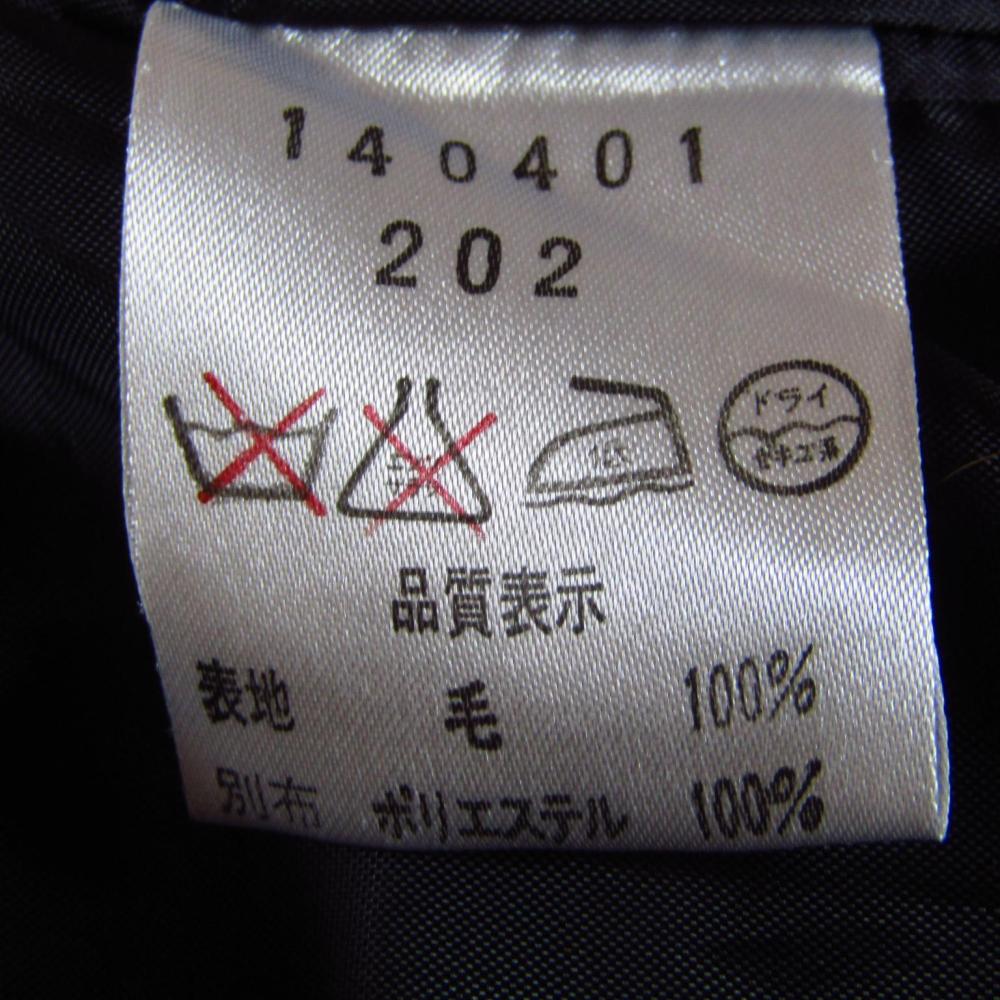 140401
202
ドライ
セキユ系
品質表示
表地 毛 100%
別布 ポリエステル 100%